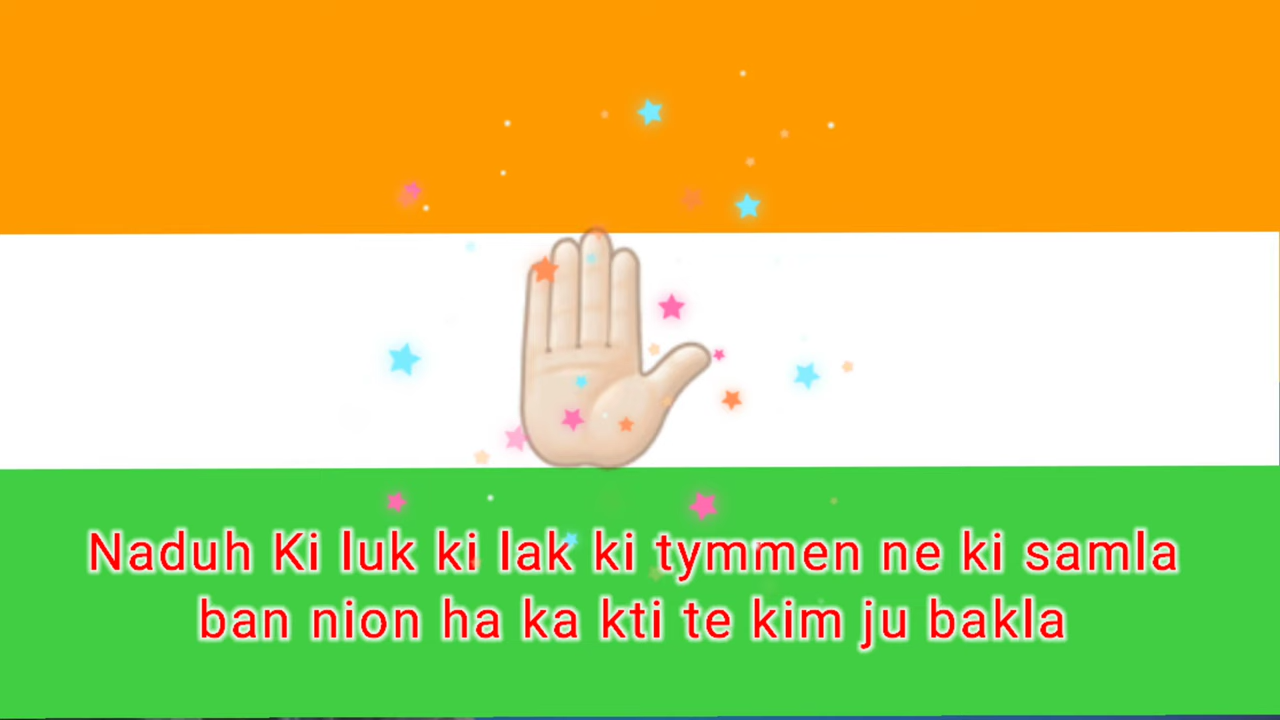 Naduh Ki luk ki lak ki tymmen ne ki samla
ban nion ha ka kti te kim ju bakla